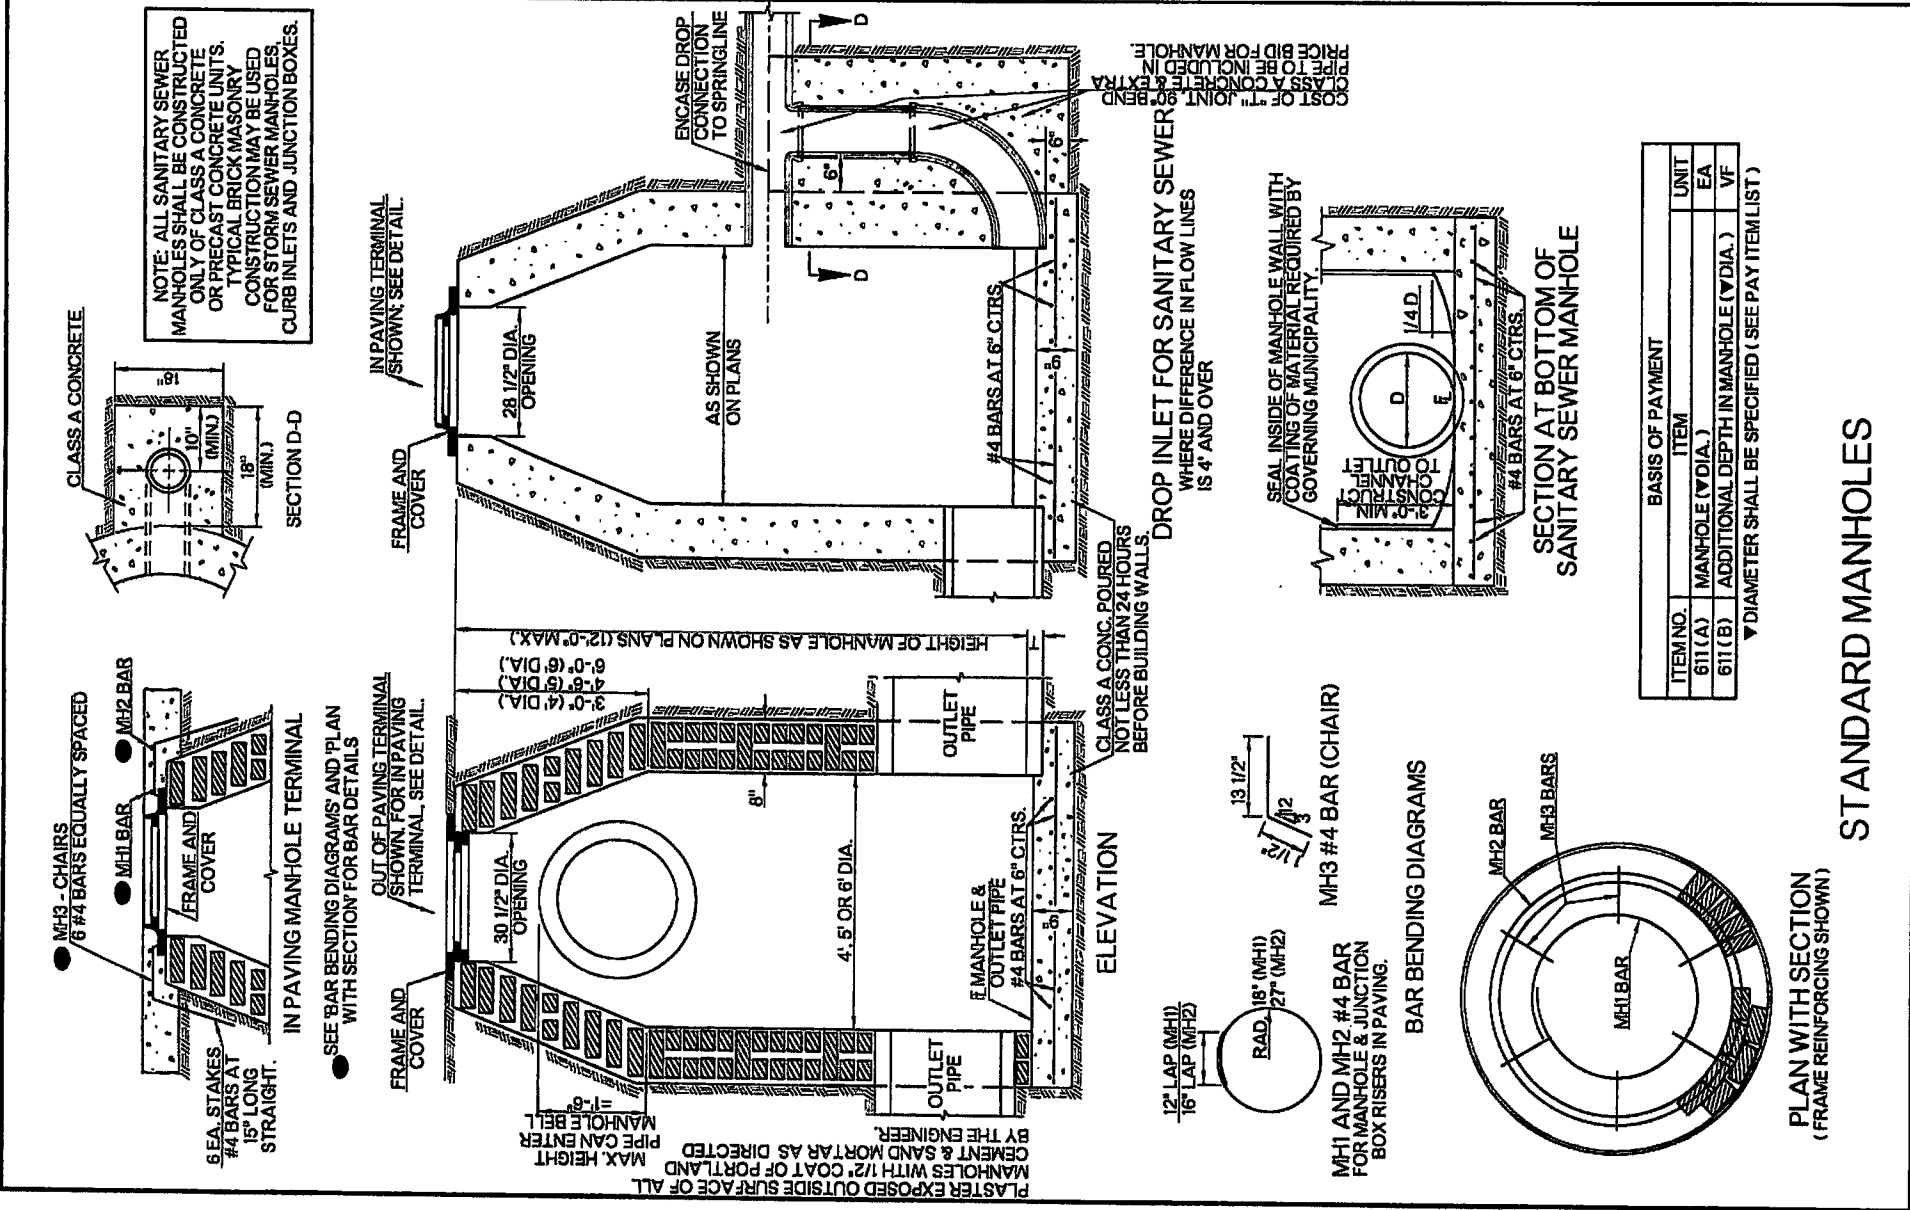 MH3 - CHAIRS
6 #4 BARS EQUALLY SPACED
MH1 BAR
MH2 BAR
FRAME AND
COVER
6 EA. STAKES
#4 BARS AT
15" LONG
STRAIGHT.
IN PAVING MANHOLE TERMINAL
SEE 'BAR BENDING DIAGRAMS' AND 'PLAN
WITH SECTION' FOR BAR DETAILS
CLASS A CONCRETE
18"
10"
(MIN.)
18"
(MIN.)
SECTION D-D
NOTE: ALL SANITARY SEWER
MANHOLES SHALL BE CONSTRUCTED
ONLY OF CLASS A CONCRETE
OR PRECAST CONCRETE UNITS.
TYPICAL BRICK MASONRY
CONSTRUCTION MAY BE USED
FOR STORM SEWER MANHOLES,
CURB INLETS AND JUNCTION BOXES.
OUT OF PAVING TERMINAL
SHOWN. FOR IN PAVING
TERMINAL, SEE DETAIL.
FRAME AND
COVER
30 1/2" DIA.
OPENING
MAX. HEIGHT
PIPE CAN ENTER
MANHOLE BELL
=1'-6"
3'-0" (4' DIA.)
4'-6" (5' DIA.)
6'-0" (6' DIA.)
HEIGHT OF MANHOLE AS SHOWN ON PLANS (12'-0" MAX.)
T
8"
4', 5' OR 6' DIA.
PLASTER EXPOSED OUTSIDE SURFACE OF ALL
MANHOLES WITH 1/2" COAT OF PORTLAND
CEMENT & SAND MORTAR AS DIRECTED
BY THE ENGINEER.
OUTLET
PIPE
OUTLET
PIPE
FL MANHOLE &
OUTLET PIPE
#4 BARS AT 6" CTRS.
6"
ELEVATION
CLASS A CONC. POURED
NOT LESS THAN 24 HOURS
BEFORE BUILDING WALLS.
IN PAVING TERMINAL
SHOWN; SEE DETAIL.
FRAME AND
COVER
28 1/2" DIA.
OPENING
AS SHOWN
ON PLANS
ENCASE DROP
CONNECTION
TO SPRINGLINE
D
D
6"
6"
#4 BARS AT 6" CTRS.
6"
COST OF "T" JOINT, 90° BEND
CLASS A CONCRETE & EXTRA
PIPE TO BE INCLUDED IN
PRICE BID FOR MANHOLE.
DROP INLET FOR SANITARY SEWER
WHERE DIFFERENCE IN FLOW LINES
IS 4' AND OVER
12" LAP (MH1)
16" LAP (MH2)
RAD.
18" (MH1)
27" (MH2)
MH1 AND MH2 #4 BAR
FOR MANHOLE & JUNCTION
BOX RISERS IN PAVING.
13 1/2"
12
3
1 1/2"
MH3 #4 BAR (CHAIR)
BAR BENDING DIAGRAMS
SEAL INSIDE OF MANHOLE WALL WITH
COATING OF MATERIAL REQUIRED BY
GOVERNING MUNICIPALITY.
3'-0" MIN
CONSTRUCT
CHANNEL
TO OUTLET
D
FL
1/4 D
#4 BARS AT 6" CTRS.
SECTION AT BOTTOM OF
SANITARY SEWER MANHOLE
MH2 BAR
MH3 BARS
MH1 BAR
PLAN WITH SECTION
(FRAME REINFORCING SHOWN)
BASIS OF PAYMENT
ITEM NO. ITEM UNIT
611 (A) MANHOLE (▼DIA.) EA
611 (B) ADDITIONAL DEPTH IN MANHOLE (▼DIA.) VF
▼DIAMETER SHALL BE SPECIFIED (SEE PAY ITEM LIST)
STANDARD MANHOLES